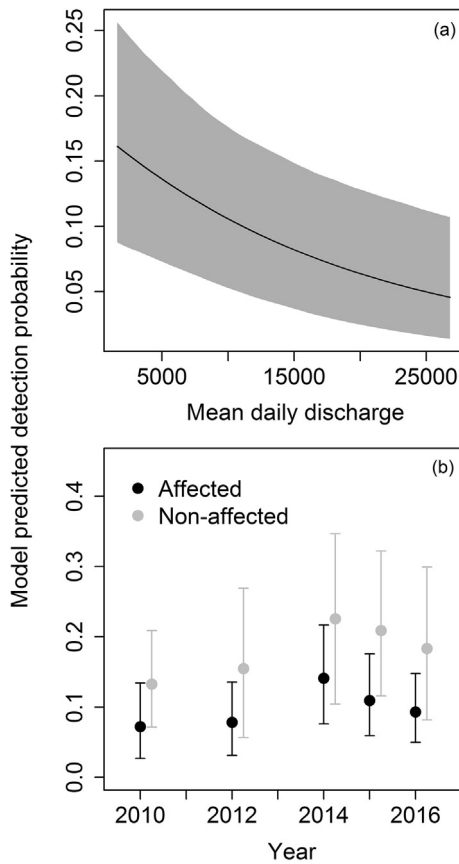 Model predicted detection probability
(a)
0.25
0.20
0.15
0.10
0.05
5000 15000 25000
Mean daily discharge
(b)
Affected
Non-affected
0.4
0.3
0.2
0.1
0.0
2010 2012 2014 2016
Year